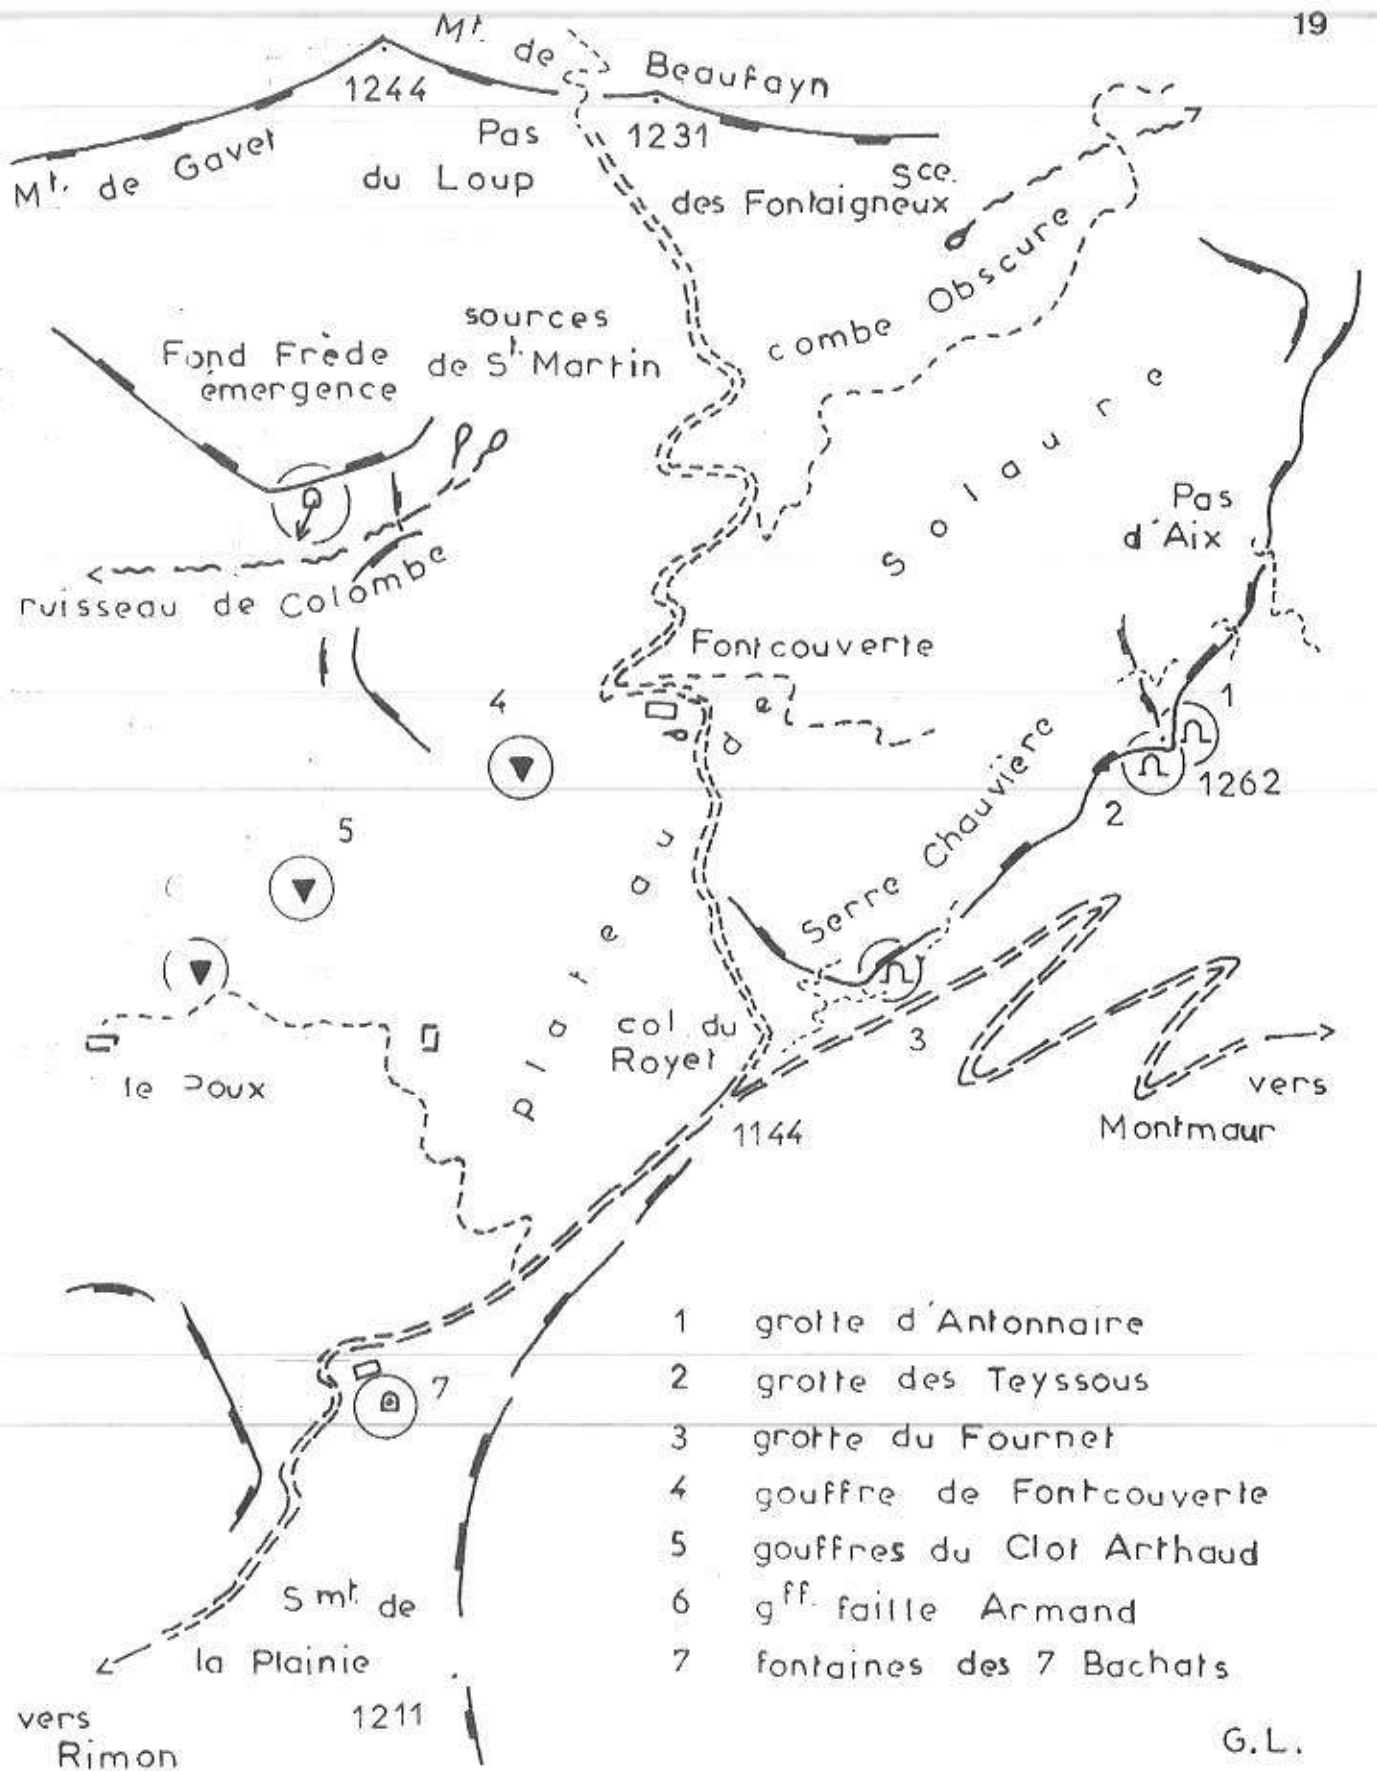 19
Mt. de Beaufayn
1244
1231
Mt. de Gavet
Pas
du Loup
Sce.
des Fontaigneux
combe Obscure
sources
de St. Martin
Fond Frède
émergence
ruisseau de Colombe
Plateau de Solaure
Pas
d'Aix
Fontcouverte
4
1
1262
2
5
Serre Chauvière
col du
Royet
3
1144
vers
Montmaur
7
1 grotte d'Antonnaire
2 grotte des Teyssous
3 grotte du Fournet
4 gouffre de Fontcouverte
5 gouffres du Clot Arthaud
6 gff. faille Armand
7 fontaines des 7 Bachats
Smt. de
la Plainie
1211
vers
Rimon
G.L.